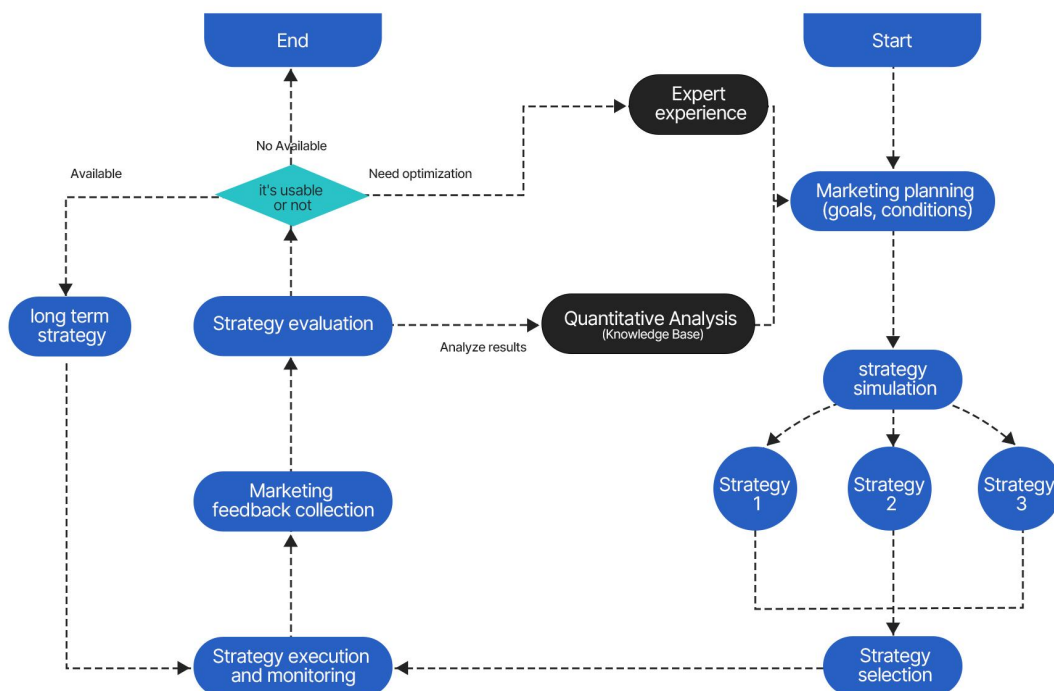 End
Start
Expert
experience
No Available
Available
Need optimization
it's usable
or not
Marketing planning
(goals, conditions)
long term
strategy
Strategy evaluation
Quantitative Analysis
(Knowledge Base)
Analyze results
strategy
simulation
Marketing
feedback collection
Strategy
1
Strategy
2
Strategy
3
Strategy execution
and monitoring
Strategy
selection